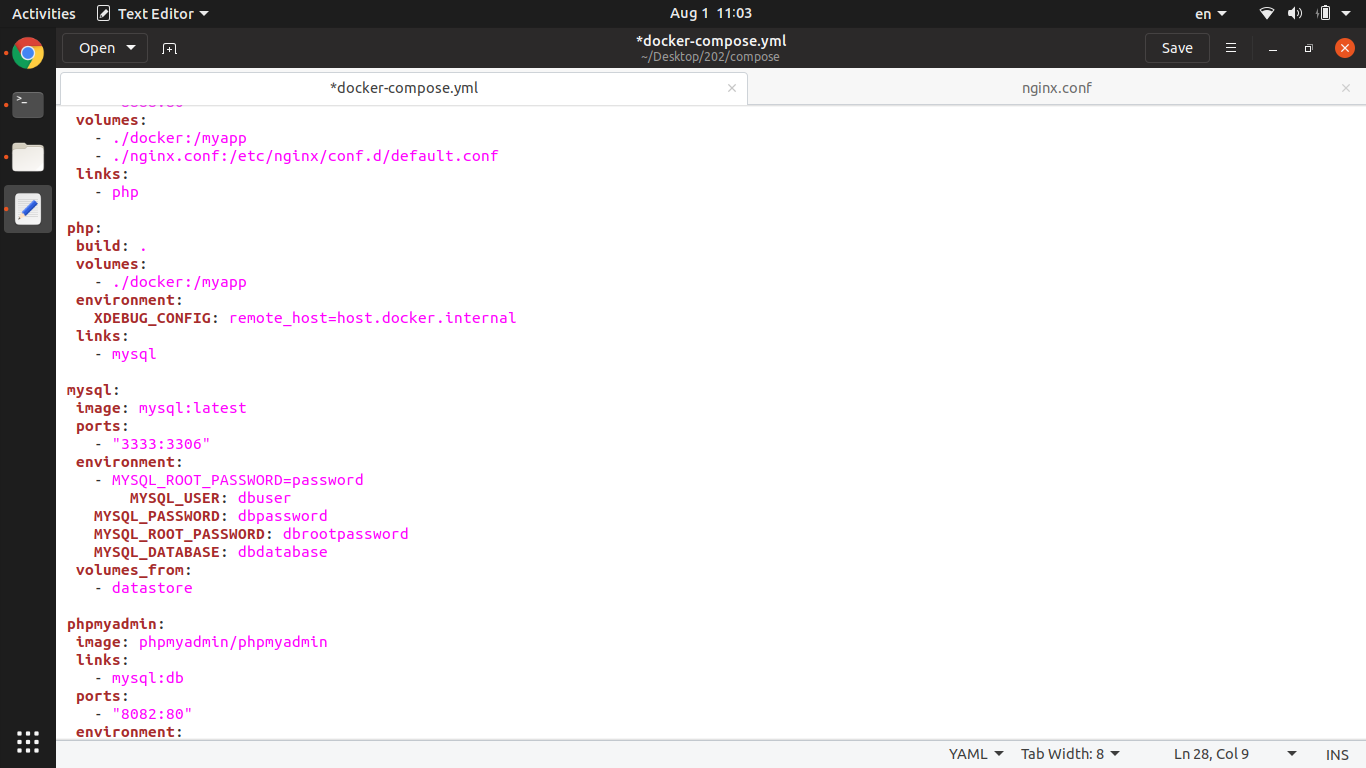 Activities Text Editor Aug 1 11:03 en
Open *docker-compose.yml Save
~/Desktop/202/compose
*docker-compose.yml nginx.conf
volumes:
- ./docker:/myapp
- ./nginx.conf:/etc/nginx/conf.d/default.conf
links:
- php
php:
build: .
volumes:
- ./docker:/myapp
environment:
XDEBUG_CONFIG: remote_host=host.docker.internal
links:
- mysql
mysql:
image: mysql:latest
ports:
- "3333:3306"
environment:
- MYSQL_ROOT_PASSWORD=password
MYSQL_USER: dbuser
MYSQL_PASSWORD: dbpassword
MYSQL_ROOT_PASSWORD: dbrootpassword
MYSQL_DATABASE: dbdatabase
volumes_from:
- datastore
phpmyadmin:
image: phpmyadmin/phpmyadmin
links:
- mysql:db
ports:
- "8082:80"
environment:
YAML Tab Width: 8 Ln 28, Col 9 INS